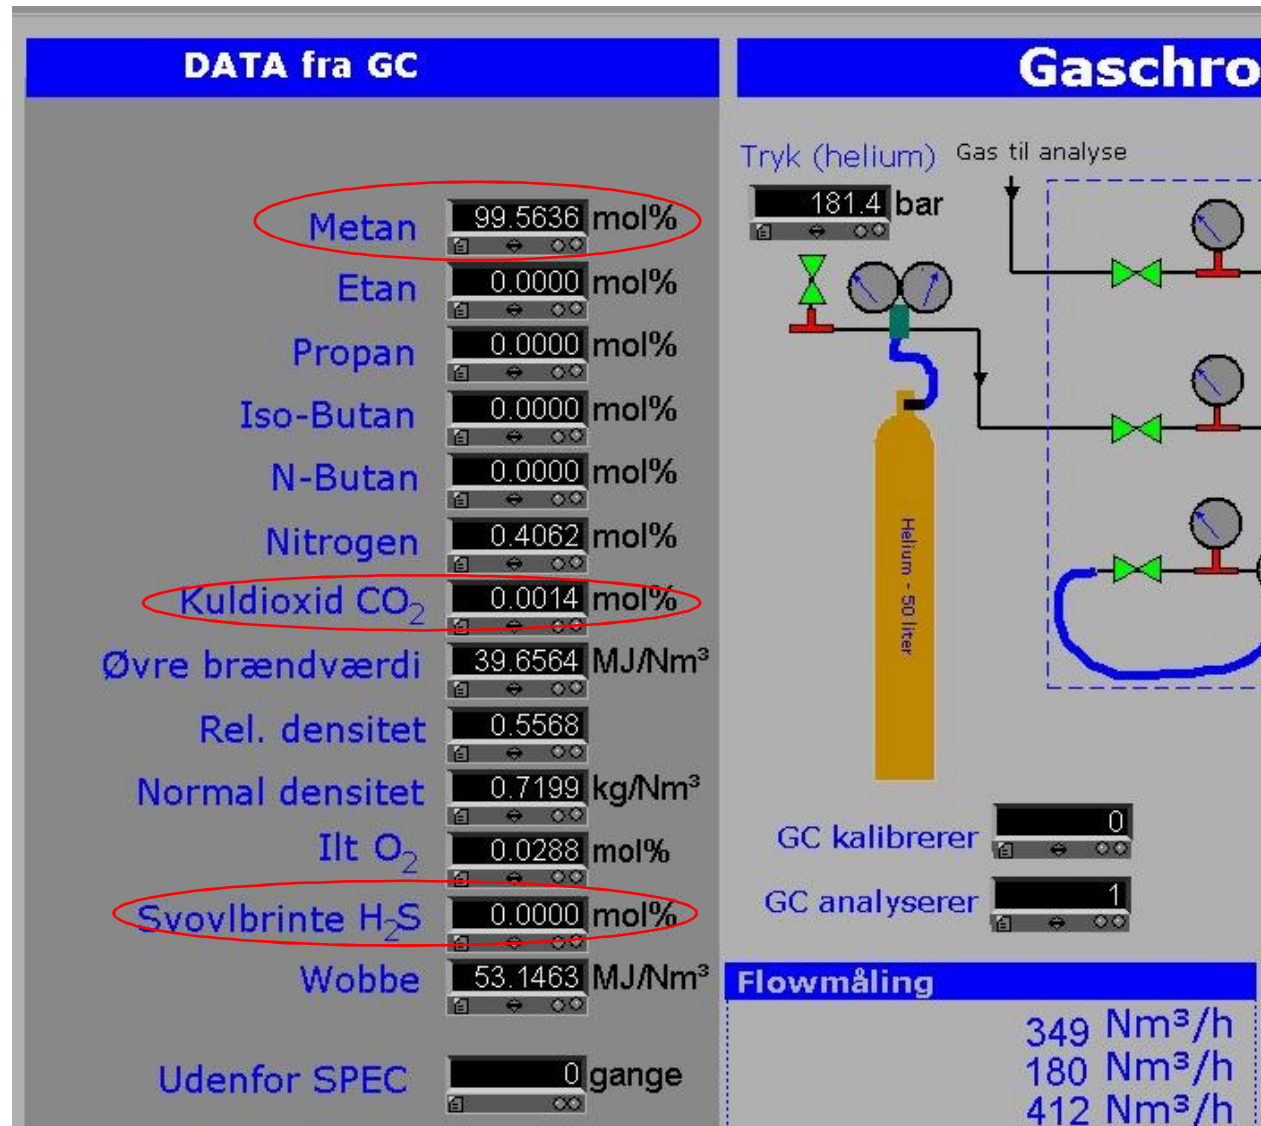 DATA fra GC
Gaschro
Tryk (helium)
Gas til analyse
181.4 bar
Metan 99.5636 mol%
Etan 0.0000 mol%
Propan 0.0000 mol%
Iso-Butan 0.0000 mol%
N-Butan 0.0000 mol%
Nitrogen 0.4062 mol%
Kuldioxid CO₂ 0.0014 mol%
Øvre brændværdi 39.6564 MJ/Nm³
Rel. densitet 0.5568
Normal densitet 0.7199 kg/Nm³
Ilt O₂ 0.0288 mol%
Svovlbrinte H₂S 0.0000 mol%
Wobbe 53.1463 MJ/Nm³
Udenfor SPEC 0 gange
Helium - 50 liter
GC kalibrerer 0
GC analyserer 1
Flowmåling
349 Nm³/h
180 Nm³/h
412 Nm³/h